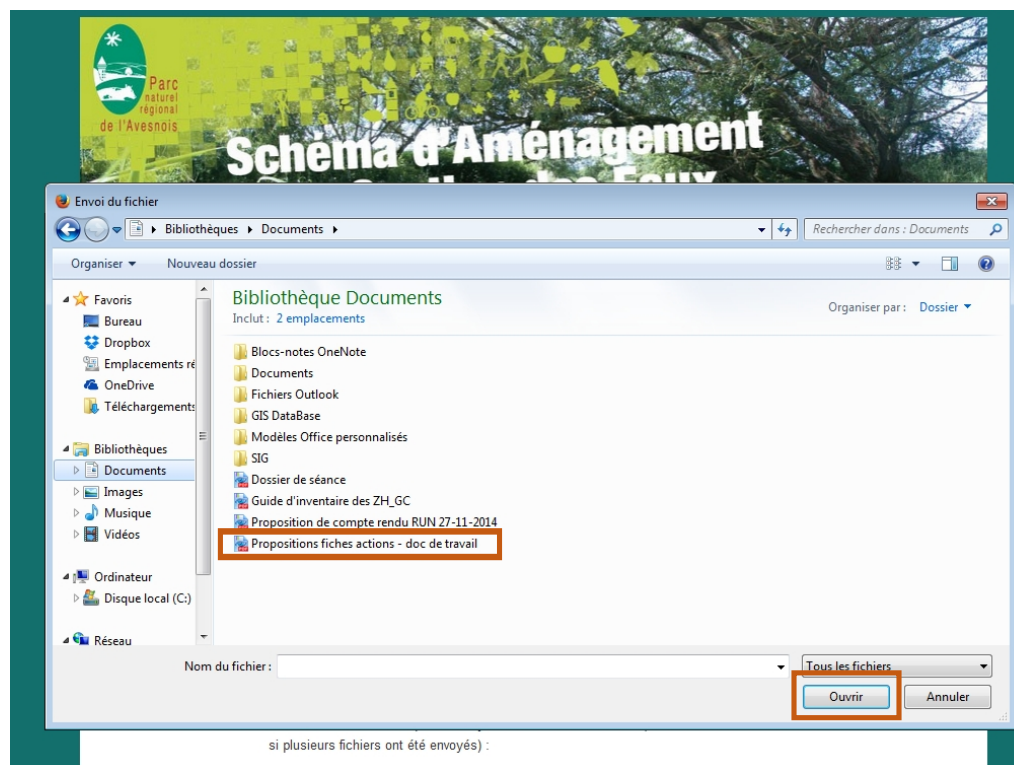 Parc
naturel
régional
de l'Avesnois
Schéma d'Aménagement
Envoi du fichier
Bibliothèques Documents
Rechercher dans : Documents
Organiser Nouveau dossier
Favoris
Bureau
Dropbox
Emplacements ré
OneDrive
Téléchargements
Bibliothèques
Documents
Images
Musique
Vidéos
Ordinateur
Disque local (C:)
Réseau
Bibliothèque Documents
Inclut : 2 emplacements
Organiser par : Dossier
Blocs-notes OneNote
Documents
Fichiers Outlook
GIS DataBase
Modèles Office personnalisés
SIG
Dossier de séance
Guide d'inventaire des ZH_GC
Proposition de compte rendu RUN 27-11-2014
Propositions fiches actions - doc de travail
Nom du fichier :
Tous les fichiers
Ouvrir Annuler
si plusieurs fichiers ont été envoyés) :